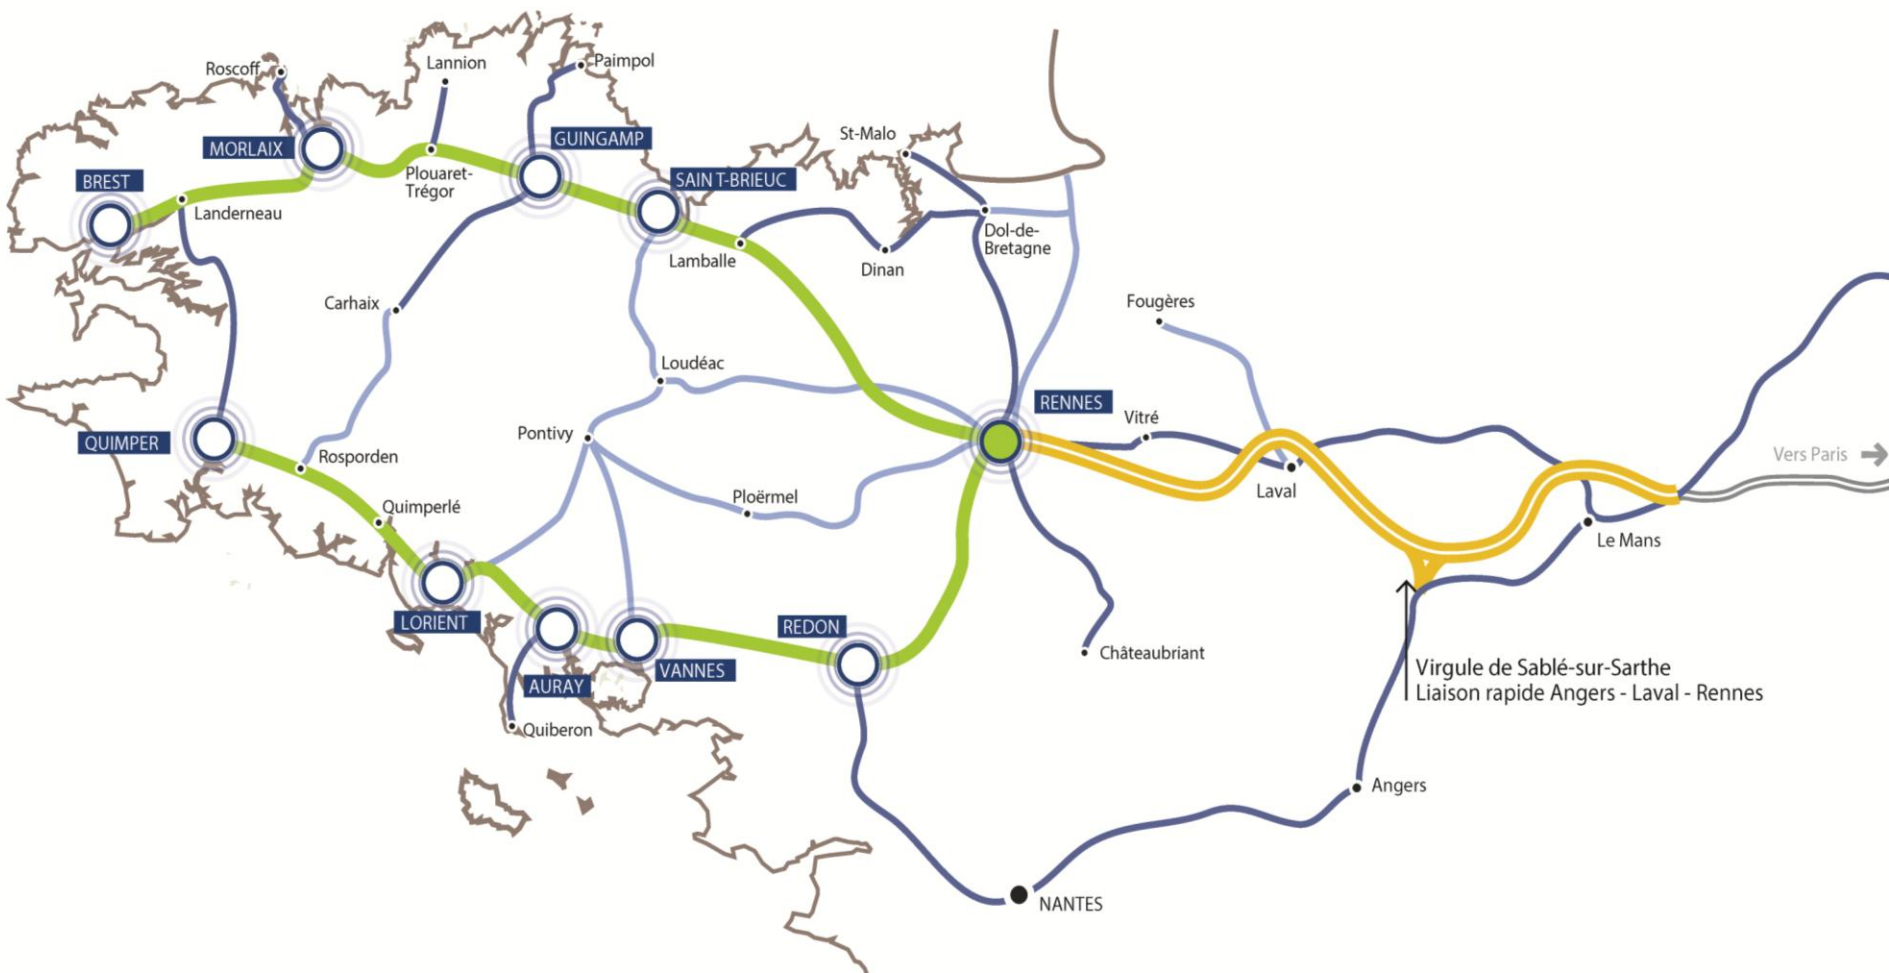 Roscoff
Lannion
Paimpol
MORLAIX
GUINGAMP
St-Malo
BREST
Plouaret-
Trégor
SAINT-BRIEUC
Landerneau
Lamballe
Dinan
Dol-de-
Bretagne
Carhaix
Fougères
Loudéac
RENNES
Vitré
QUIMPER
Pontivy
Rosporden
Vers Paris
Laval
Quimperlé
Ploërmel
Le Mans
LORIENT
REDON
Châteaubriant
VANNES
AURAY
Virgule de Sablé-sur-Sarthe
Liaison rapide Angers - Laval - Rennes
Quiberon
Angers
NANTES